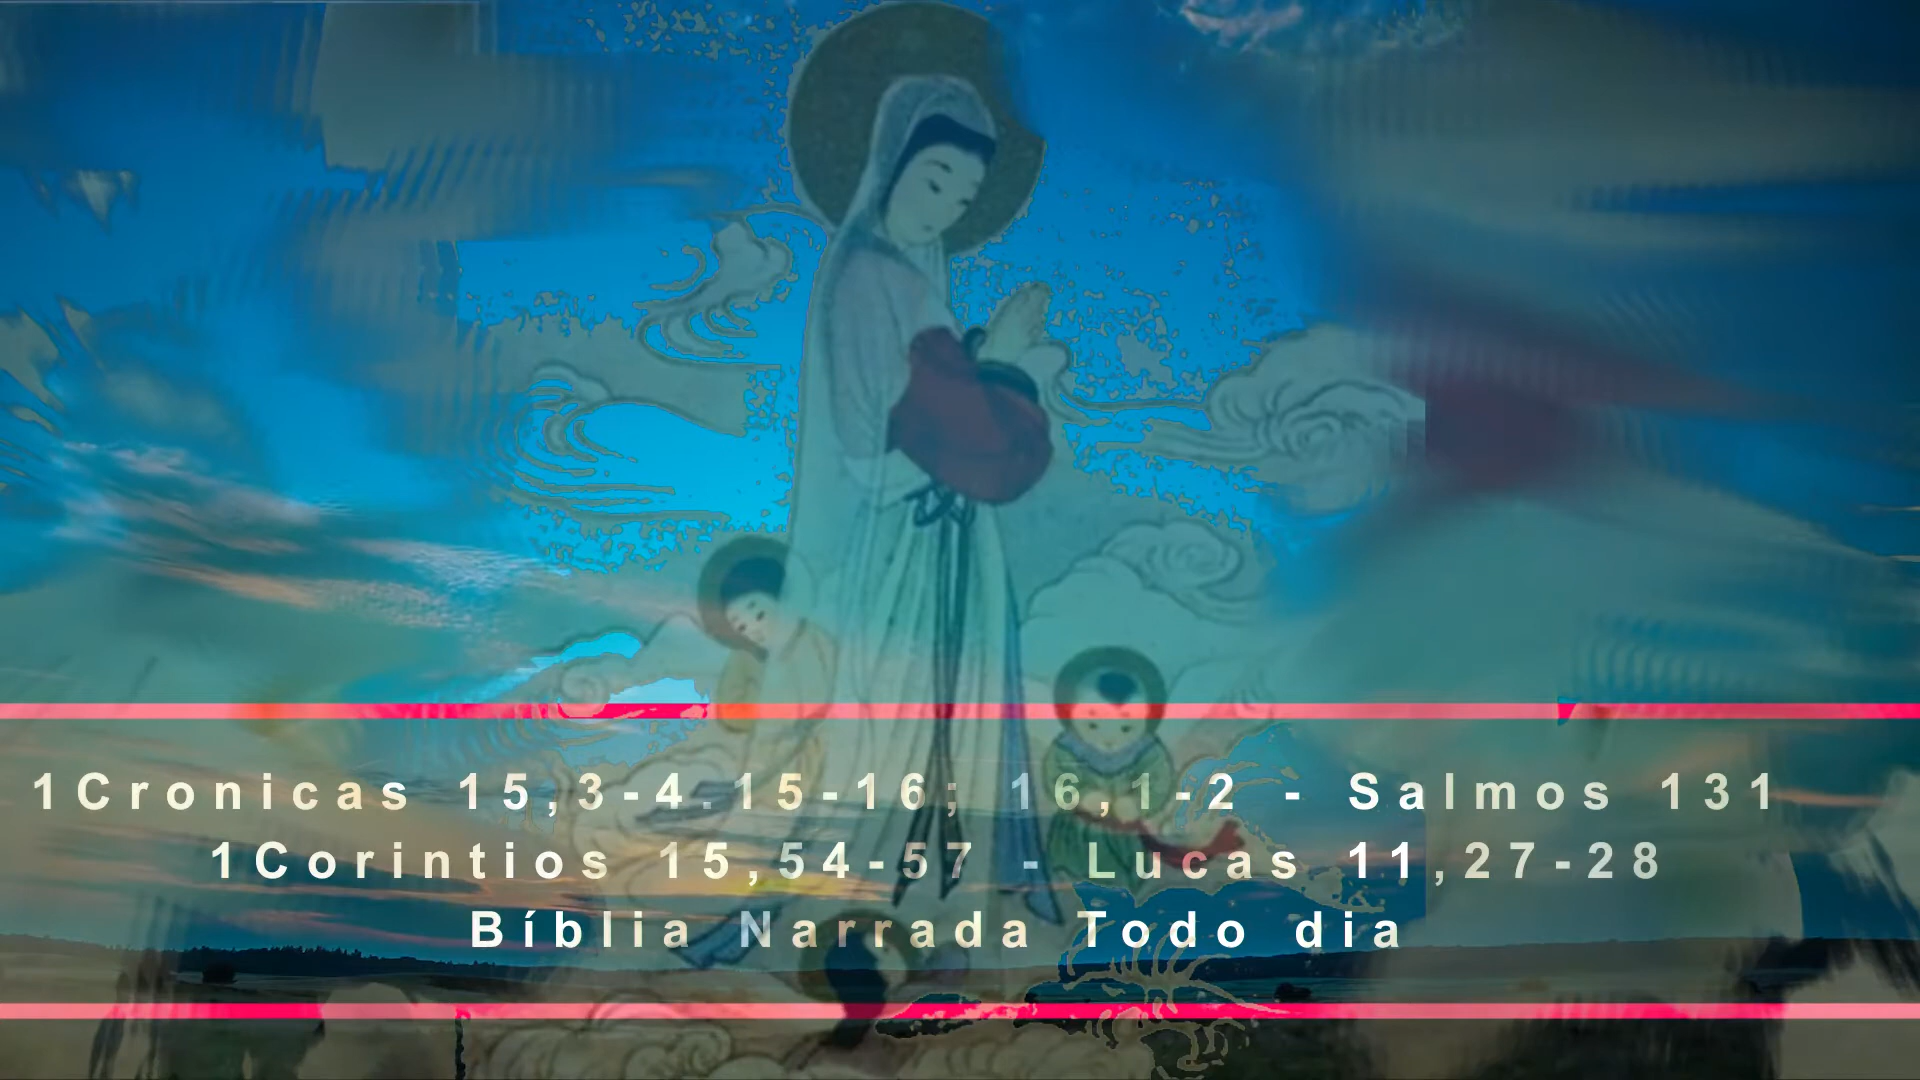 1Cronicas 15,3-4.15-16; 16,1-2 - Salmos 131
1Corintios 15,54-57 - Lucas 11,27-28
Bíblia Narrada Todo dia